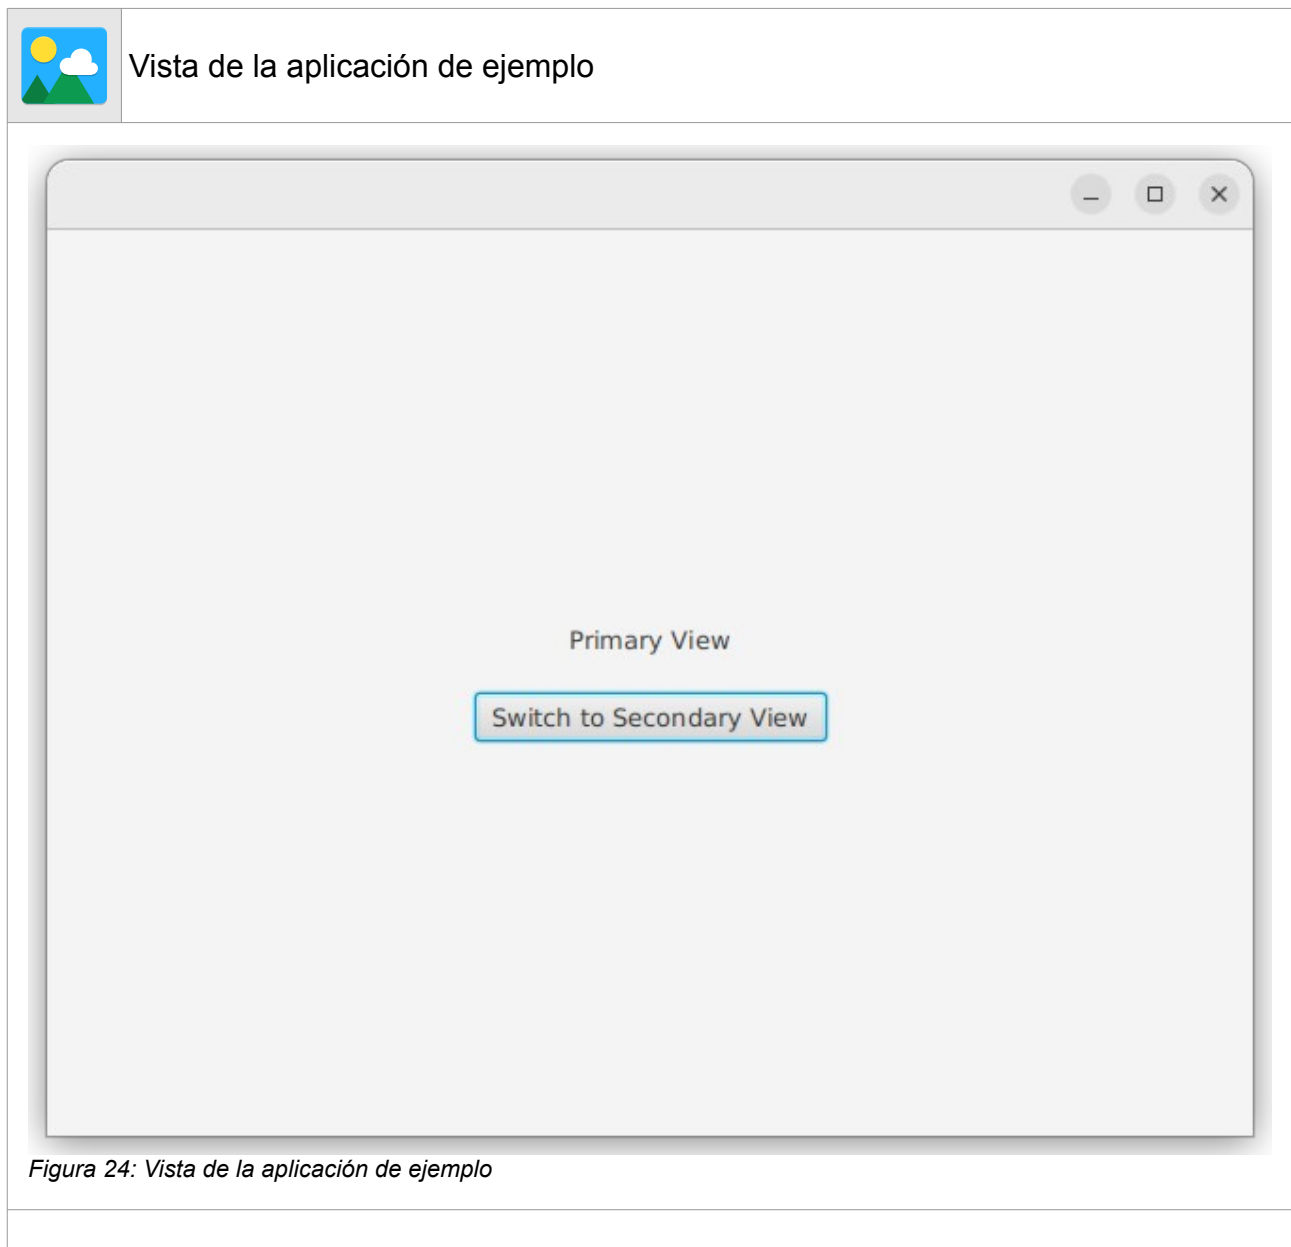 Vista de la aplicación de ejemplo
Primary View
Switch to Secondary View
Figura 24: Vista de la aplicación de ejemplo